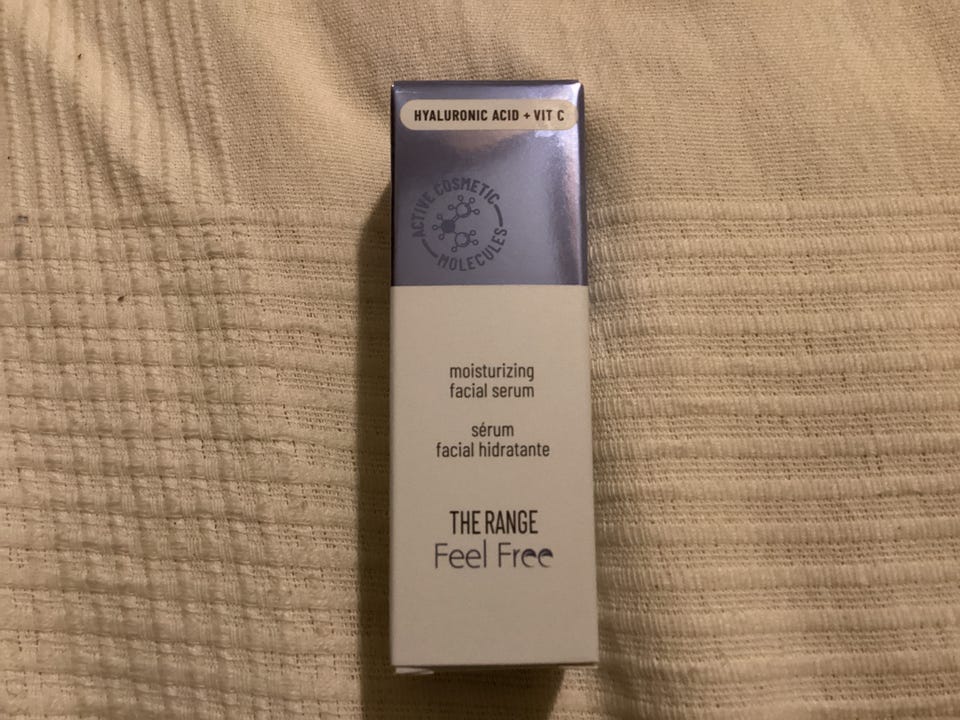 HYALURONIC ACID + VIT C
ACTIVE COSMETIC
MOLECULES
moisturizing
facial serum
sérum
facial hidratante
THE RANGE
Feel Free